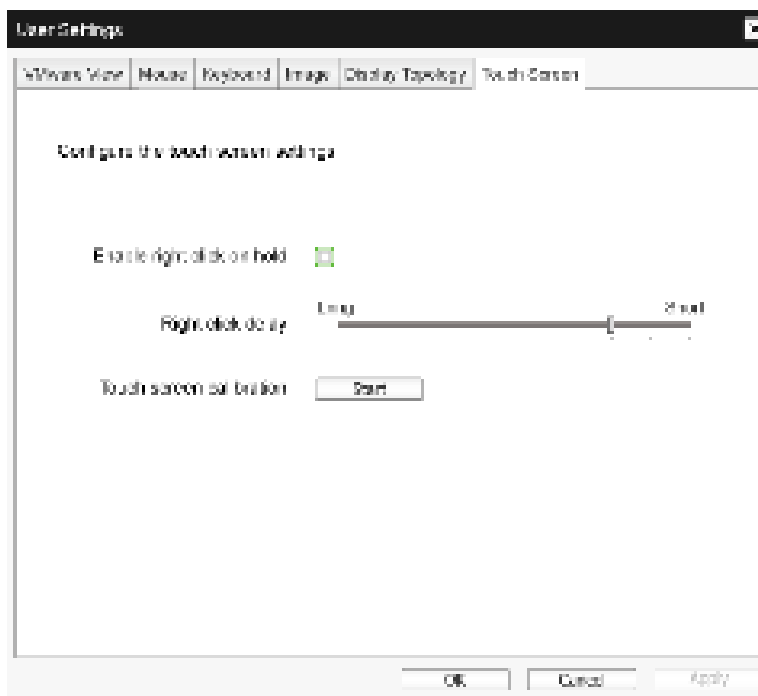 User Settings
VMware View Mouse Keyboard Image Display Topology Touch Screen
Configure the touch screen settings
Enable right click on hold
Long Short
Right click delay
Touch screen calibration Start
OK Cancel Apply